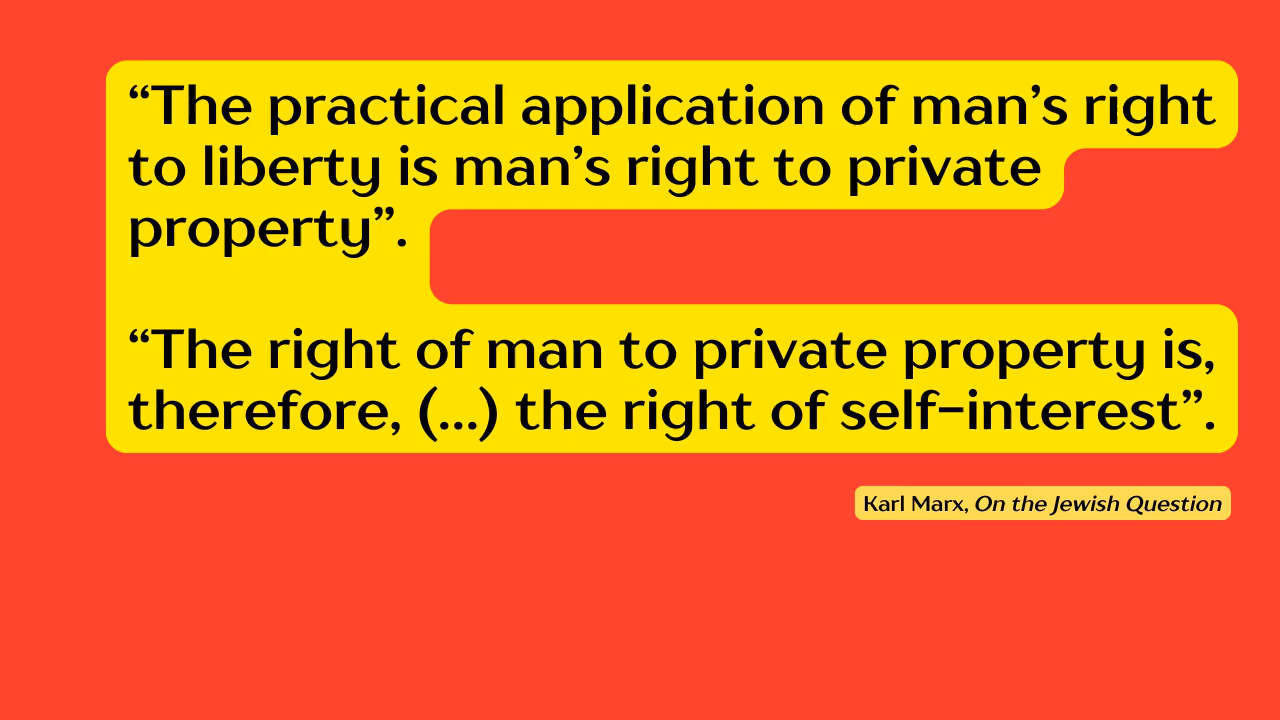 “The practical application of man’s right
to liberty is man’s right to private
property”.
“The right of man to private property is,
therefore, (...) the right of self-interest”.
Karl Marx, On the Jewish Question